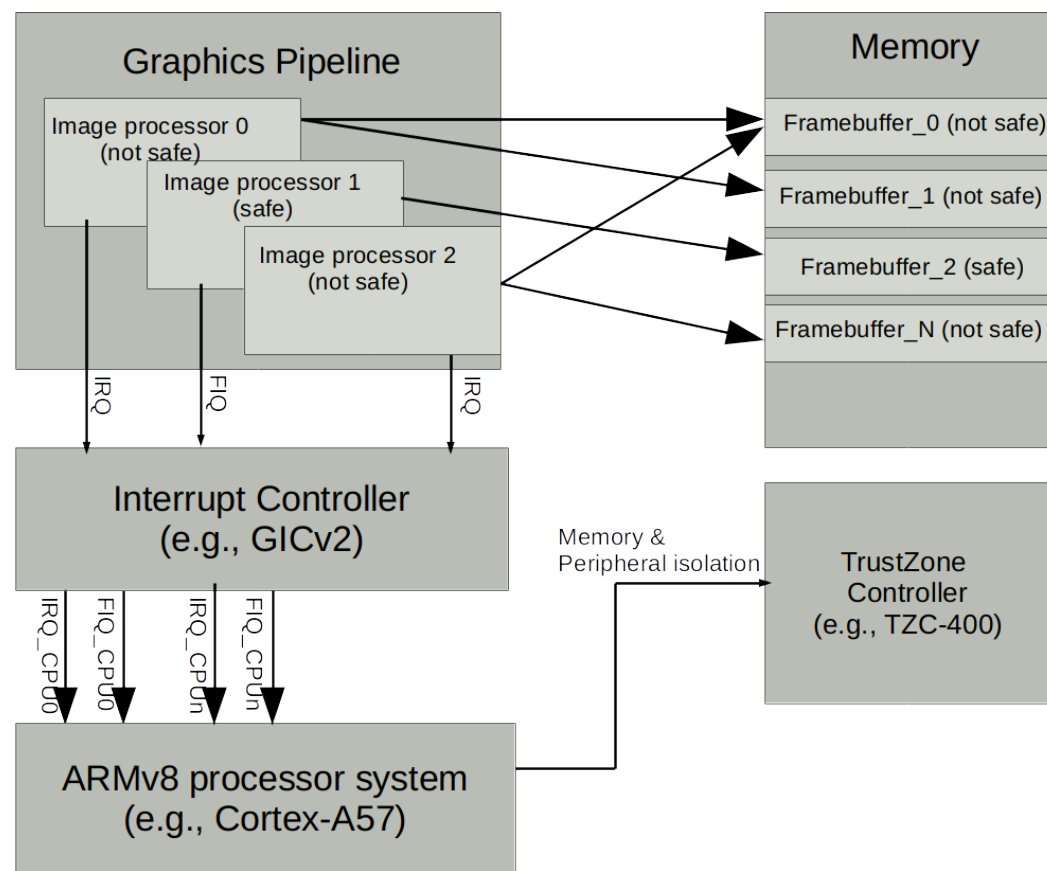 Graphics Pipeline
Image processor 0
(not safe)
Image processor 1
(safe)
Image processor 2
(not safe)
Memory
Framebuffer_0 (not safe)
Framebuffer_1 (not safe)
Framebuffer_2 (safe)
Framebuffer_N (not safe)
IRQ
FIQ
IRQ
Interrupt Controller
(e.g., GICv2)
IRQ_CPU0
FIQ_CPU0
IRQ_CPUn
FIQ_CPUn
Memory &
Peripheral isolation
TrustZone
Controller
(e.g., TZC-400)
ARMv8 processor system
(e.g., Cortex-A57)